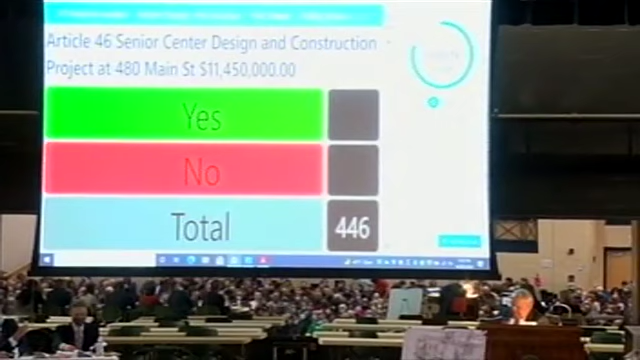 Article 46 Senior Center Design and Construction
Project at 480 Main St $11,450,000.00
Yes
No
Total 446